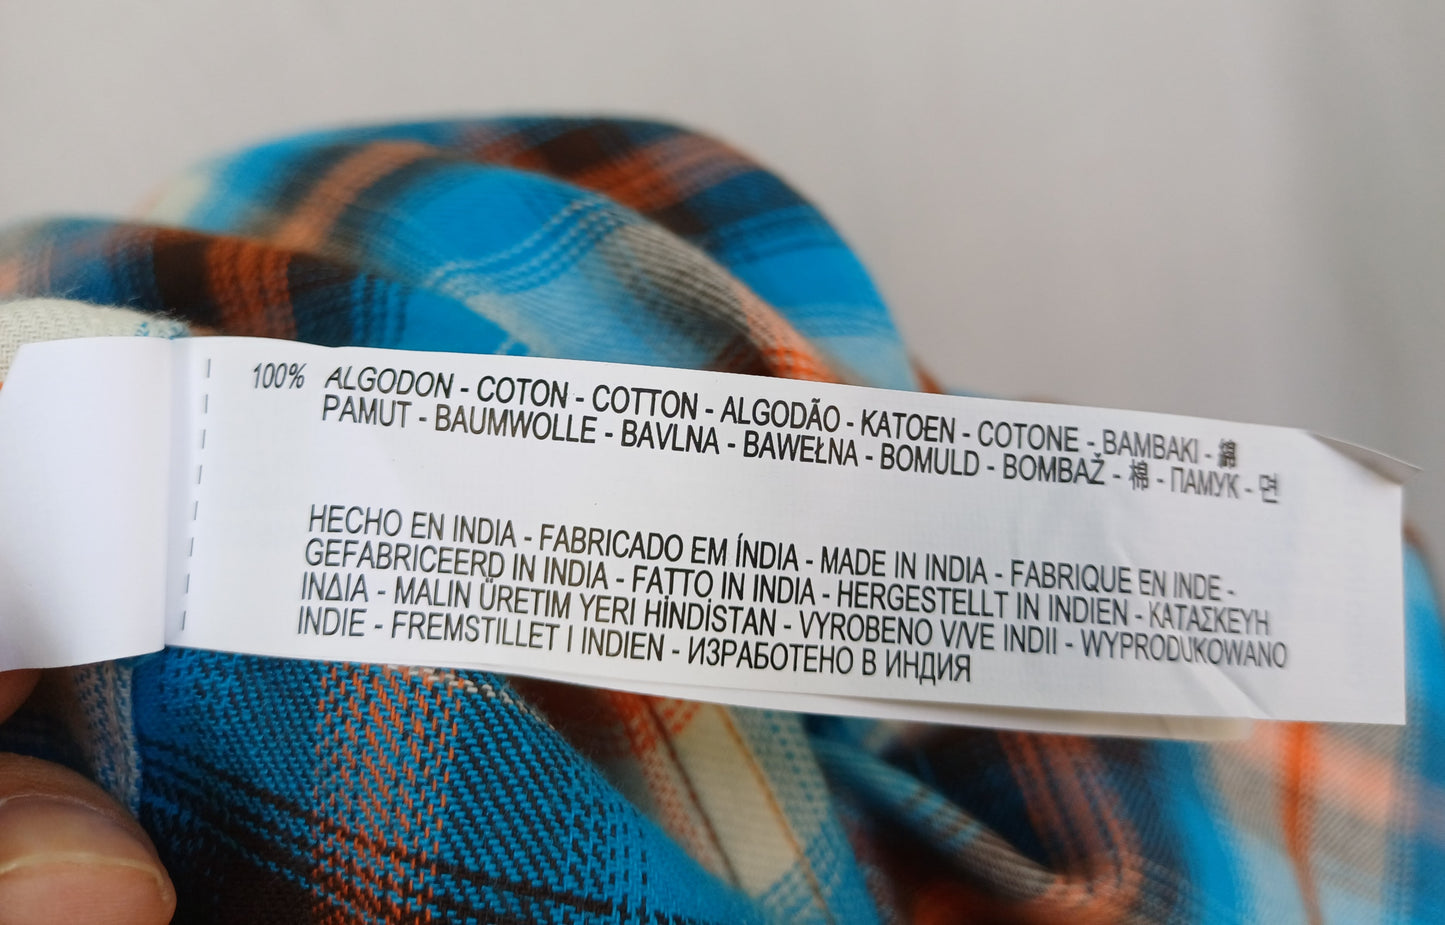 100% ALGODON - COTON - COTTON - ALGODÃO - KATOEN - COTONE - BAMBAKI - 綿
PAMUT - BAUMWOLLE - BAVLNA - BAWEŁNA - BOMULD - BOMBAŽ - 棉 - ПАМУК - 면
HECHO EN INDIA - FABRICADO EM ÍNDIA - MADE IN INDIA - FABRIQUE EN INDE -
GEFABRICEERD IN INDIA - FATTO IN INDIA - HERGESTELLT IN INDIEN - ΚΑΤΑΣΚΕΥΗ
ΙΝΔΙΑ - MALIN ÜRETIM YERI HİNDİSTAN - VYROBENO V/VE INDII - WYPRODUKOWANO
INDIE - FREMSTILLET I INDIEN - ИЗРАБОТЕНО В ИНДИЯ